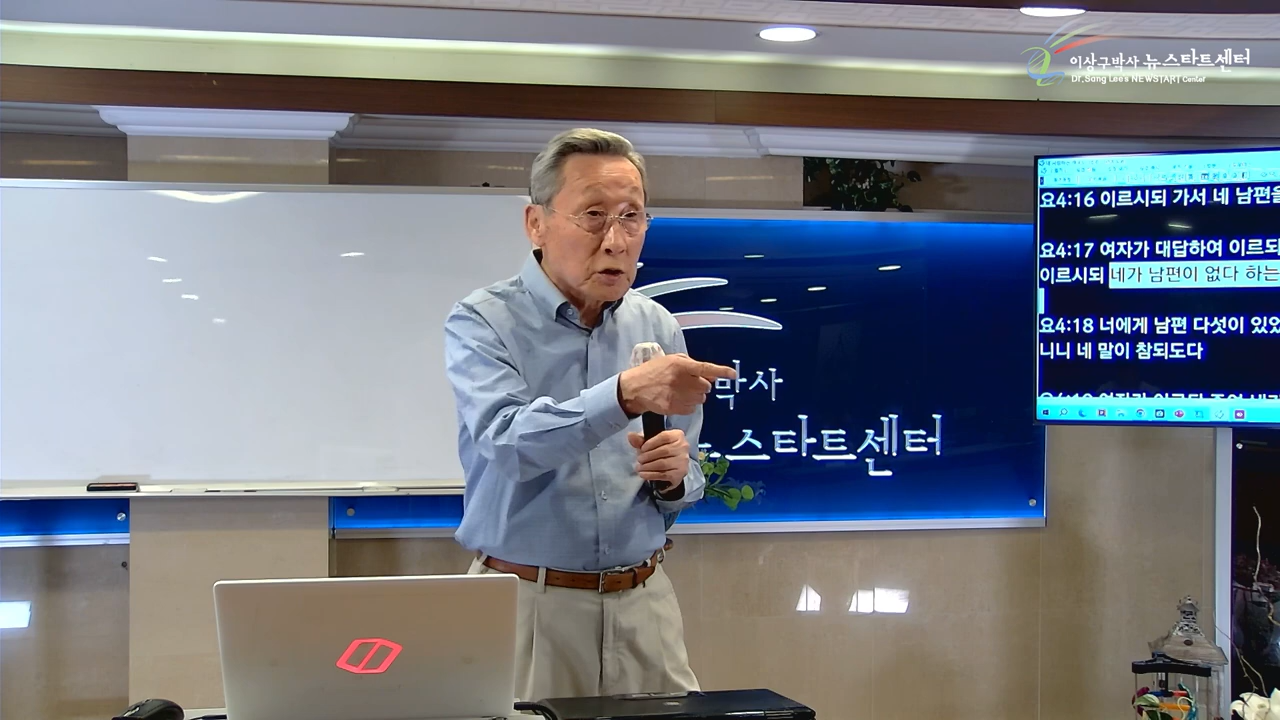 이상구박사 뉴스타트센터
Dr. Sang Lee's NEWSTART Center
요4:16 이르시되 가서 네 남편을
요4:17 여자가 대답하여 이르되
이르시되 네가 남편이 없다 하는
요4:18 너에게 남편 다섯이 있었
니니 네 말이 참되도다
박사
뉴스타트센터